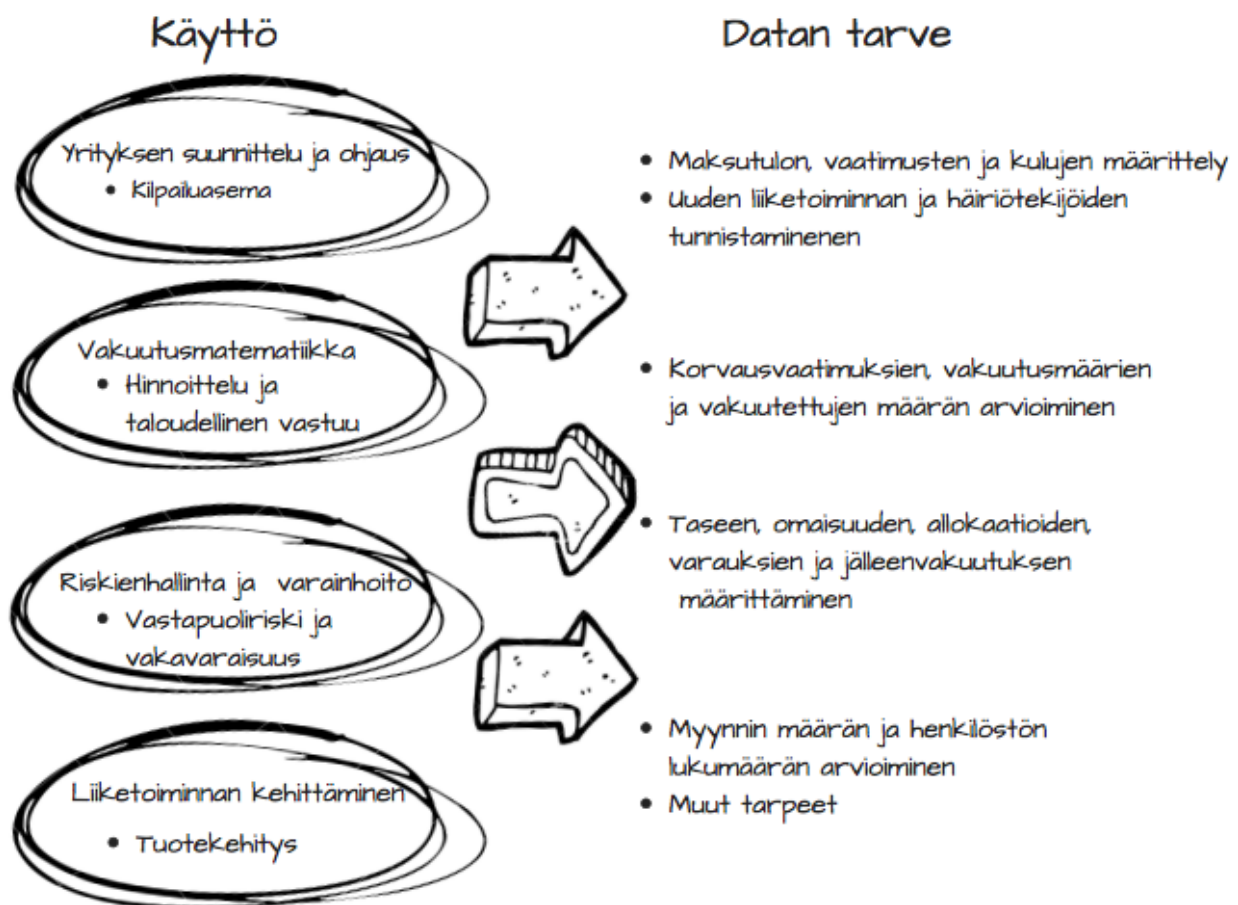 Käyttö
Yrityksen suunnittelu ja ohjaus
• Kilpailuasema
Vakuutusmatematiikka
• Hinnoittelu ja
taloudellinen vastuu
Riskienhallinta ja varainhoito
• Vastapuoliriski ja
vakavaraisuus
Liiketoiminnan kehittäminen
• Tuotekehitys
Datan tarve
• Maksutulon, vaatimusten ja kulujen määrittely
• Uuden liiketoiminnan ja häiriötekijöiden
tunnistaminenen
• Korvausvaatimuksien, vakuutusmäärien
ja vakuutettujen määrän arvioiminen
• Taseen, omaisuuden, allokaatioiden,
varauksien ja jälleenvakuutuksen
määrittäminen
• Myynnin määrän ja henkilöstön
lukumäärän arvioiminen
• Muut tarpeet